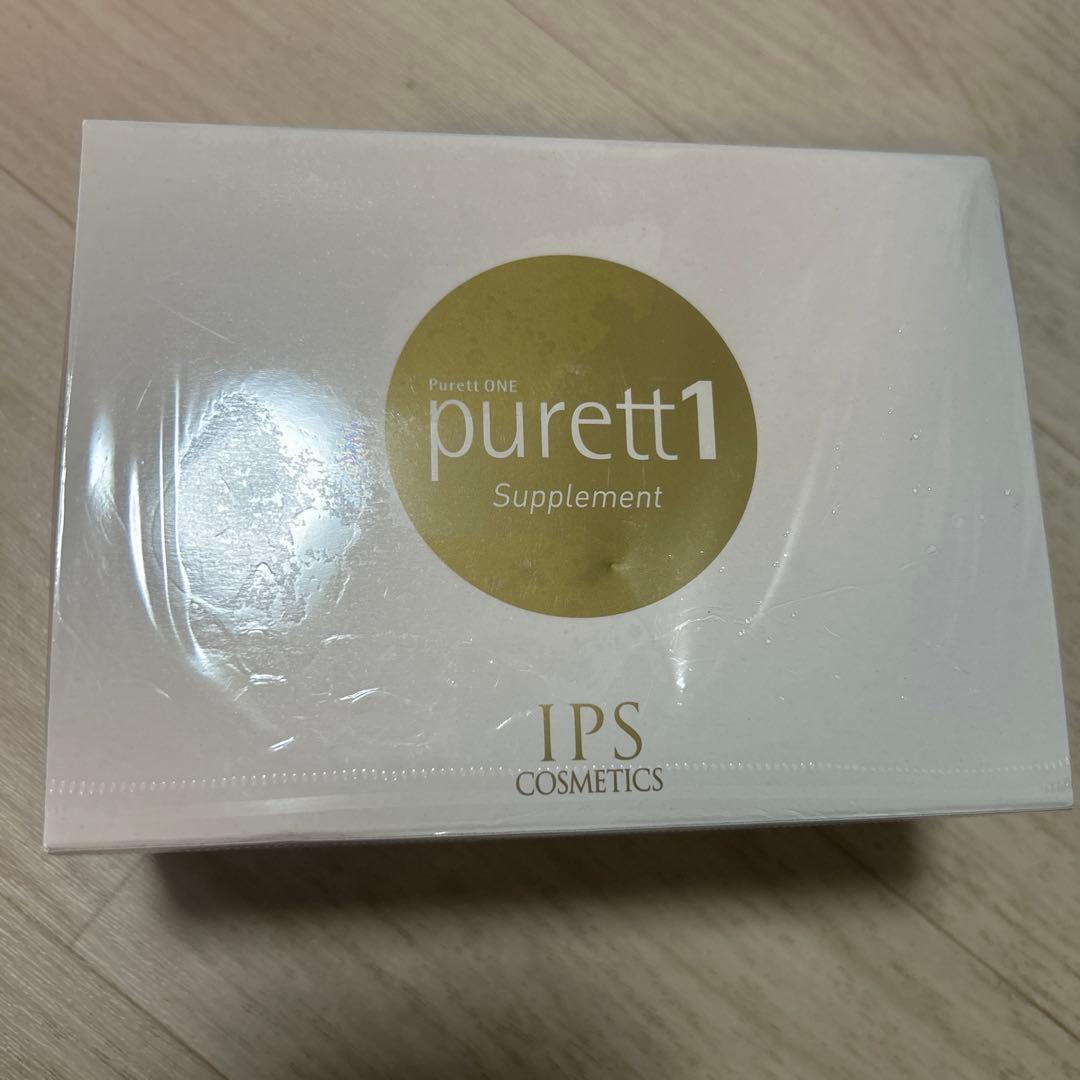 Purett ONE
purett1
Supplement
IPS
COSMETICS